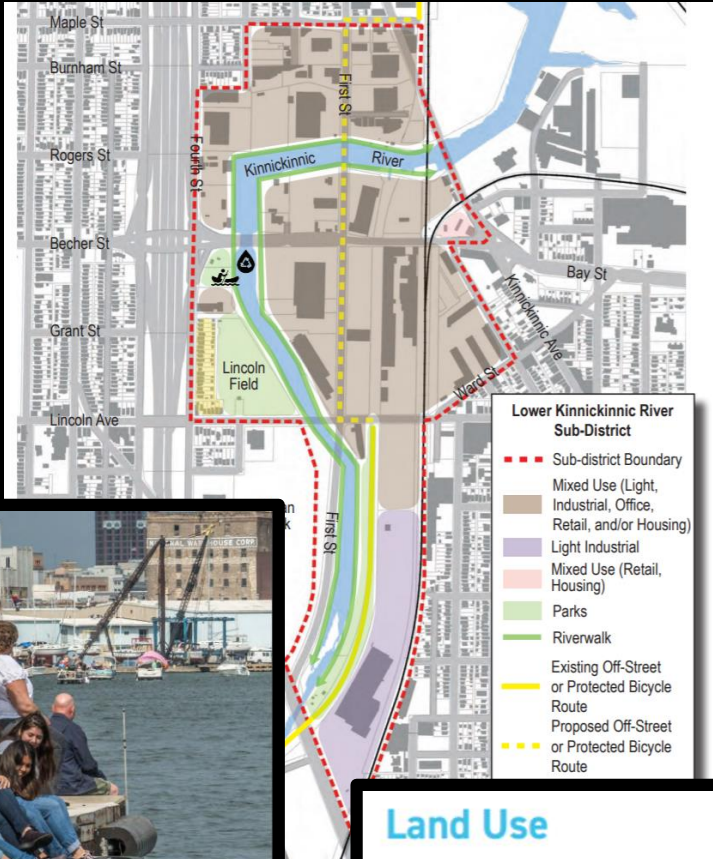 Maple St
Burnham St
First St
Rogers St
Fourth St
Kinnickinnic
River
Becher St
Bay St
Kinnickinnic Ave
Grant St
Lincoln
Field
Ward St
Lincoln Ave
First St
Lower Kinnickinnic River
Sub-District
Sub-district Boundary
Mixed Use (Light,
Industrial, Office,
Retail, and/or Housing)
Light Industrial
Mixed Use (Retail,
Housing)
Parks
Riverwalk
Existing Off-Street
or Protected Bicycle
Route
Proposed Off-Street
or Protected Bicycle
Route
WAREHOUSE CORP.
Land Use